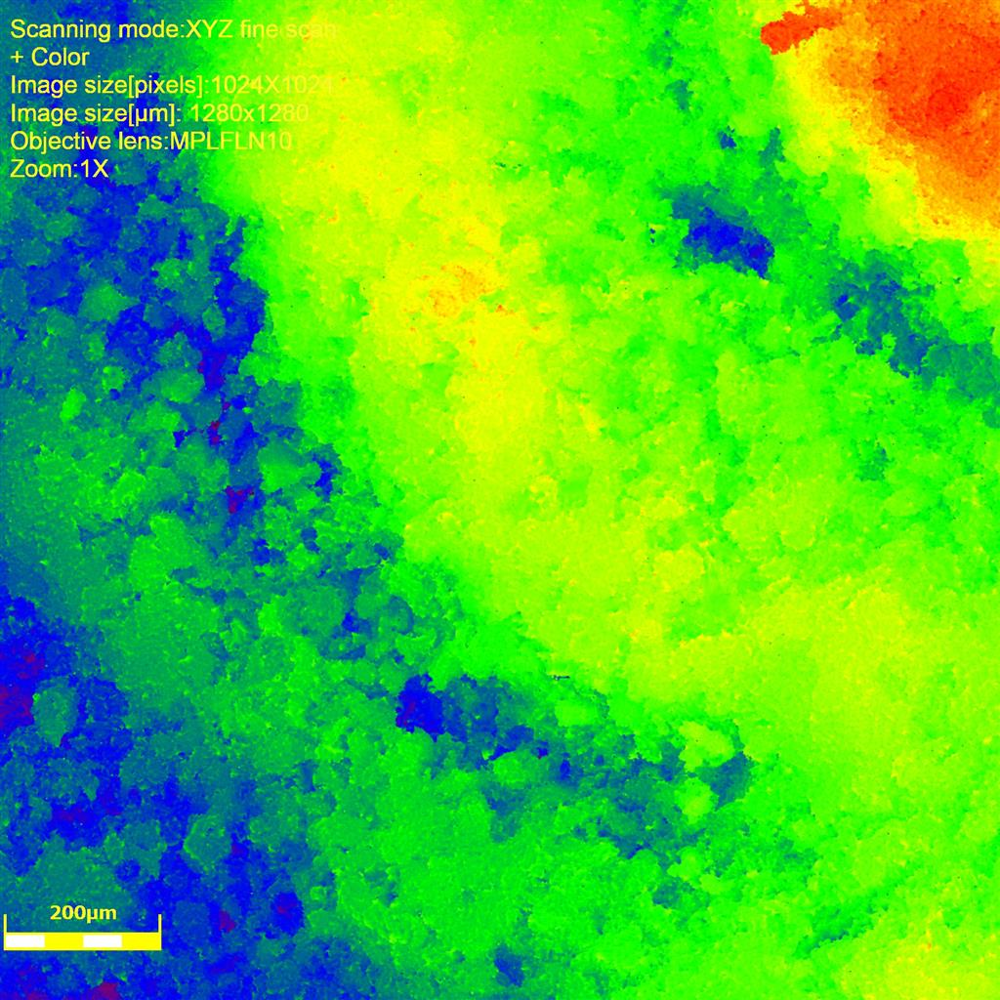 Scanning mode:XYZ fine scan
+ Color
Image size[pixels]:1024X1024
Image size[µm]: 1280x1280
Objective lens:MPLFLN10
Zoom:1X
200µm